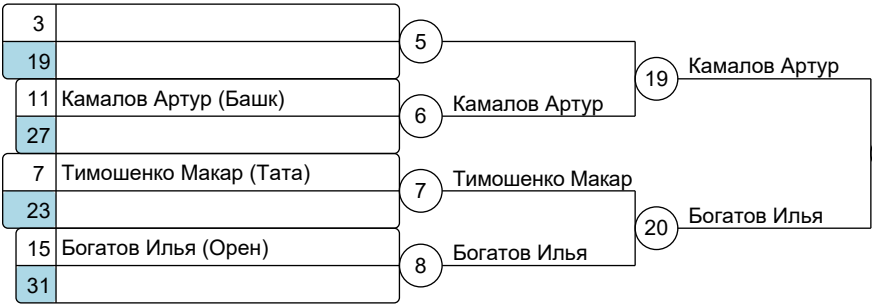 3
5
19
19 Камалов Артур
11 Камалов Артур (Башк)
6 Камалов Артур
27
7 Тимошенко Макар (Тата)
7 Тимошенко Макар
23
20 Богатов Илья
15 Богатов Илья (Орен)
8 Богатов Илья
31